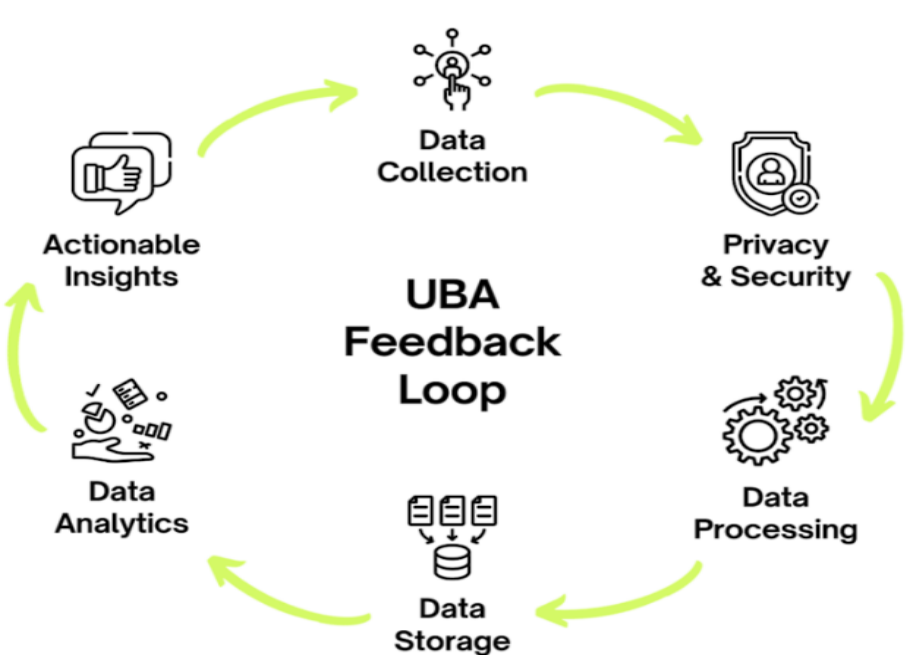 Data
Collection
Privacy
& Security
Data
Processing
Data
Storage
Data
Analytics
Actionable
Insights
UBA
Feedback
Loop